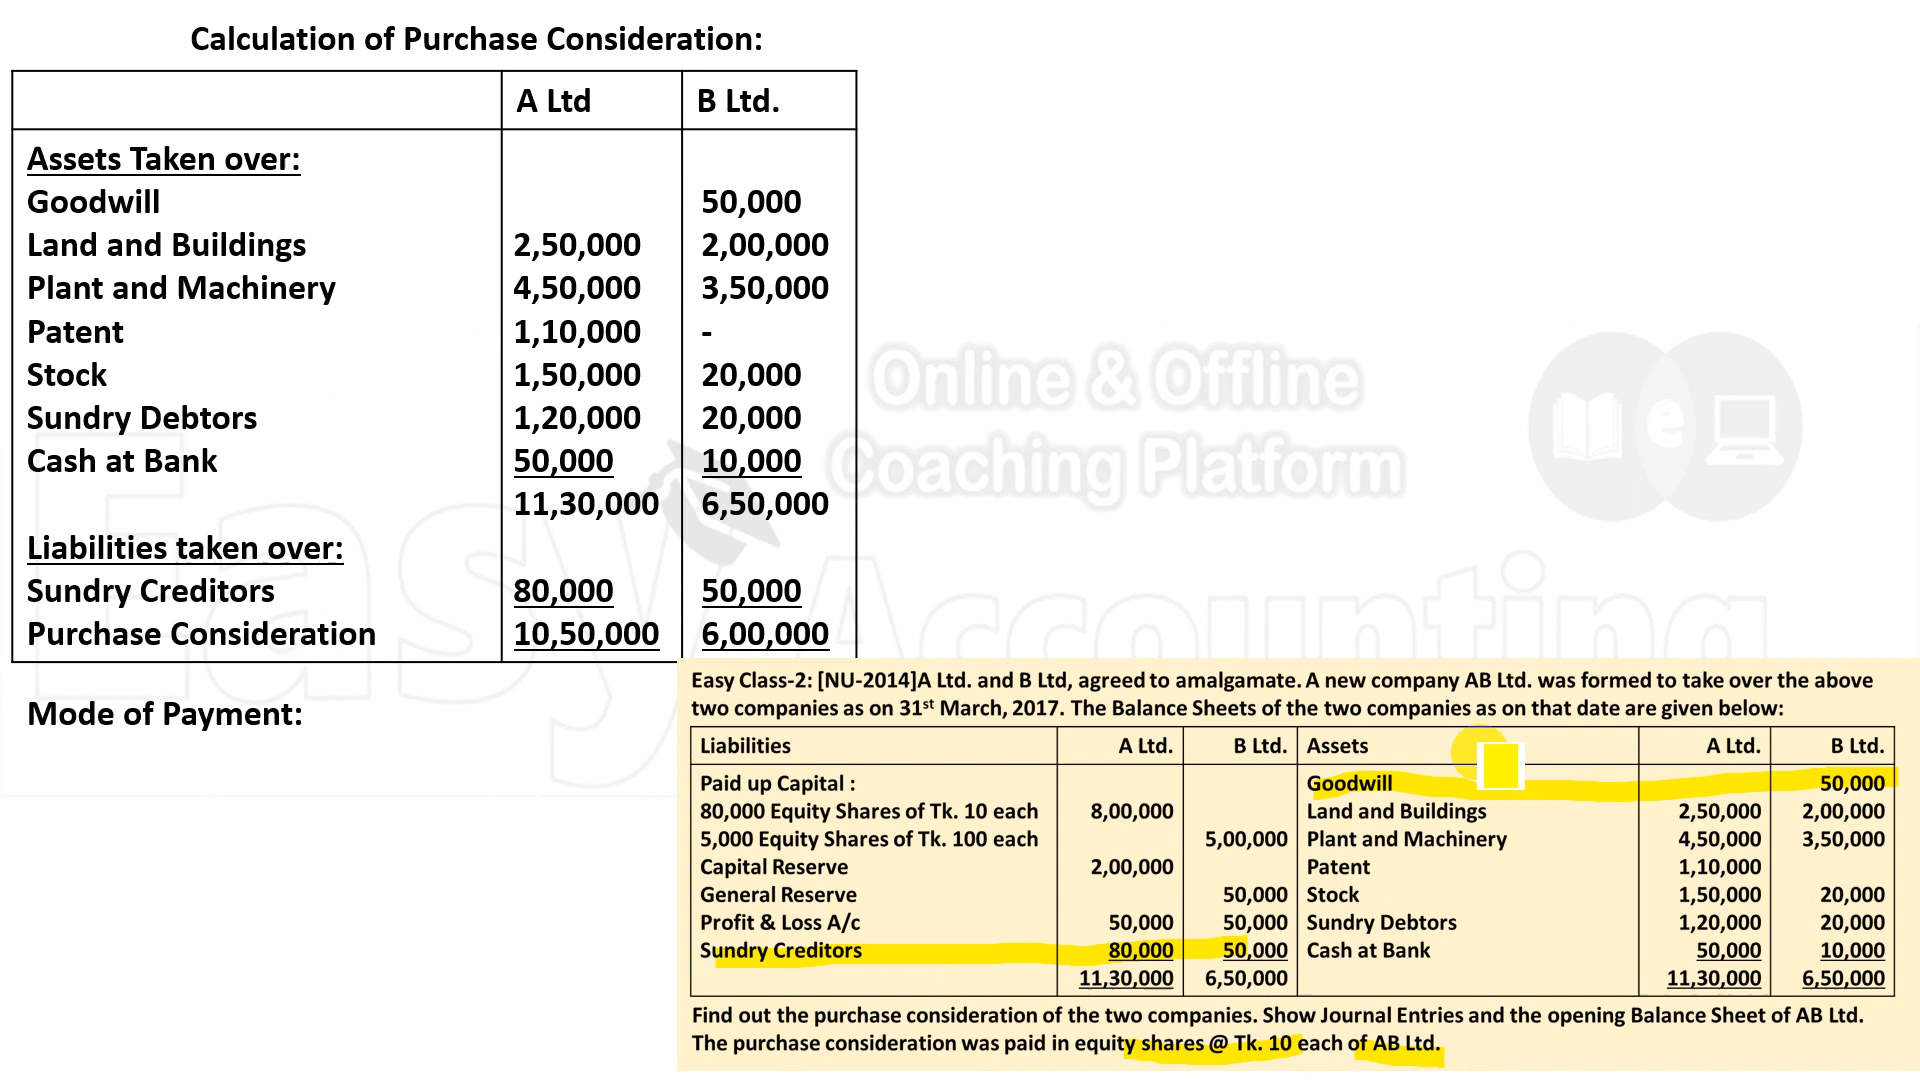 Calculation of Purchase Consideration:
A Ltd B Ltd.
Assets Taken over:
Goodwill 50,000
Land and Buildings 2,50,000 2,00,000
Plant and Machinery 4,50,000 3,50,000
Patent 1,10,000 -
Stock 1,50,000 20,000
Sundry Debtors 1,20,000 20,000
Cash at Bank 50,000 10,000
11,30,000 6,50,000
Liabilities taken over:
Sundry Creditors 80,000 50,000
Purchase Consideration 10,50,000 6,00,000
Mode of Payment:
Online & Offline
Coaching Platform
e
Easy Accounting
Easy Class-2: [NU-2014]A Ltd. and B Ltd, agreed to amalgamate. A new company AB Ltd. was formed to take over the above
two companies as on 31st March, 2017. The Balance Sheets of the two companies as on that date are given below:
Liabilities A Ltd. B Ltd. Assets A Ltd. B Ltd.
Paid up Capital : Goodwill 50,000
80,000 Equity Shares of Tk. 10 each 8,00,000 Land and Buildings 2,50,000 2,00,000
5,000 Equity Shares of Tk. 100 each 5,00,000 Plant and Machinery 4,50,000 3,50,000
Capital Reserve 2,00,000 Patent 1,10,000
General Reserve 50,000 Stock 1,50,000 20,000
Profit & Loss A/c 50,000 50,000 Sundry Debtors 1,20,000 20,000
Sundry Creditors 80,000 50,000 Cash at Bank 50,000 10,000
11,30,000 6,50,000 11,30,000 6,50,000
Find out the purchase consideration of the two companies. Show Journal Entries and the opening Balance Sheet of AB Ltd.
The purchase consideration was paid in equity shares @ Tk. 10 each of AB Ltd.